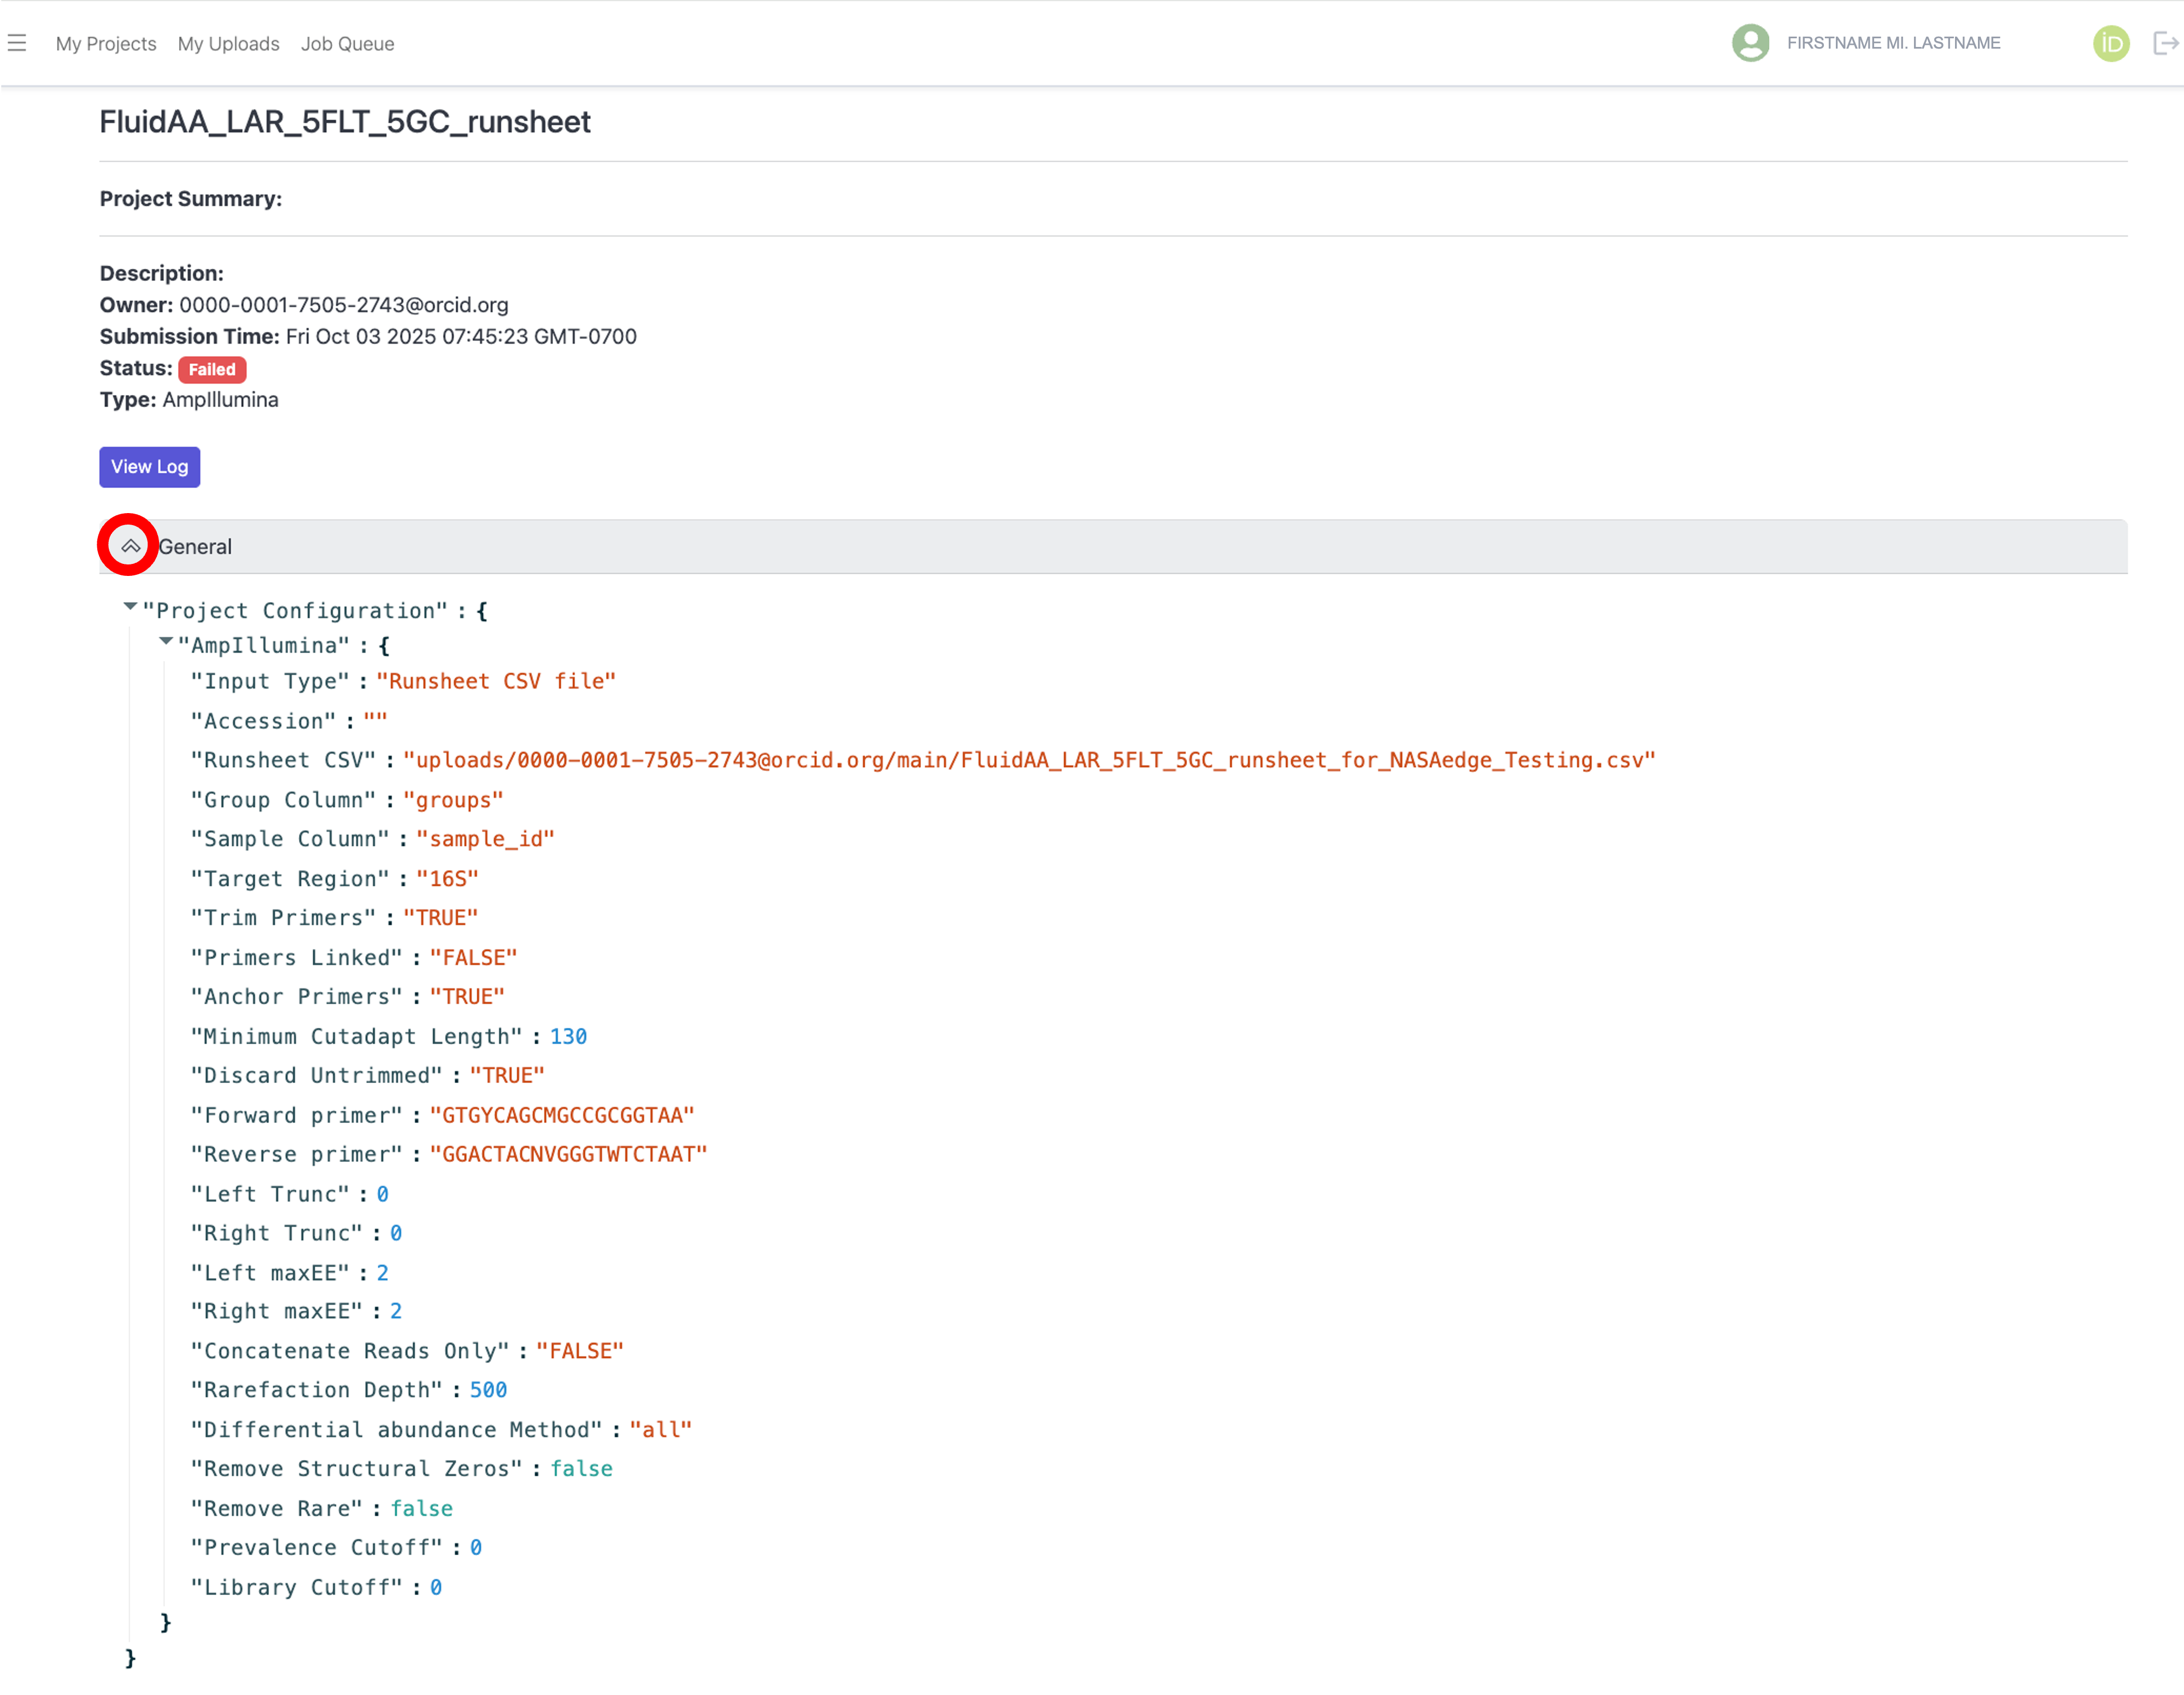 My Projects My Uploads Job Queue FIRSTNAME MI. LASTNAME iD
FluidAA_LAR_5FLT_5GC_runsheet
Project Summary:
Description:
Owner: 0000-0001-7505-2743@orcid.org
Submission Time: Fri Oct 03 2025 07:45:23 GMT-0700
Status: Failed
Type: AmpIllumina
View Log
General
"Project Configuration" : {
"AmpIllumina" : {
"Input Type" : "Runsheet CSV file"
"Accession" : ""
"Runsheet CSV" : "uploads/0000-0001-7505-2743@orcid.org/main/FluidAA_LAR_5FLT_5GC_runsheet_for_NASAedge_Testing.csv"
"Group Column" : "groups"
"Sample Column" : "sample_id"
"Target Region" : "16S"
"Trim Primers" : "TRUE"
"Primers Linked" : "FALSE"
"Anchor Primers" : "TRUE"
"Minimum Cutadapt Length" : 130
"Discard Untrimmed" : "TRUE"
"Forward primer" : "GTGYCAGCMGCCGCGGTAA"
"Reverse primer" : "GGACTACNVGGGTWTCTAAT"
"Left Trunc" : 0
"Right Trunc" : 0
"Left maxEE" : 2
"Right maxEE" : 2
"Concatenate Reads Only" : "FALSE"
"Rarefaction Depth" : 500
"Differential abundance Method" : "all"
"Remove Structural Zeros" : false
"Remove Rare" : false
"Prevalence Cutoff" : 0
"Library Cutoff" : 0
}
}